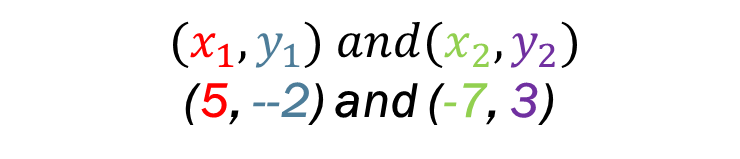 (x₁, y₁) and(x₂, y₂)
(5, --2) and (-7, 3)